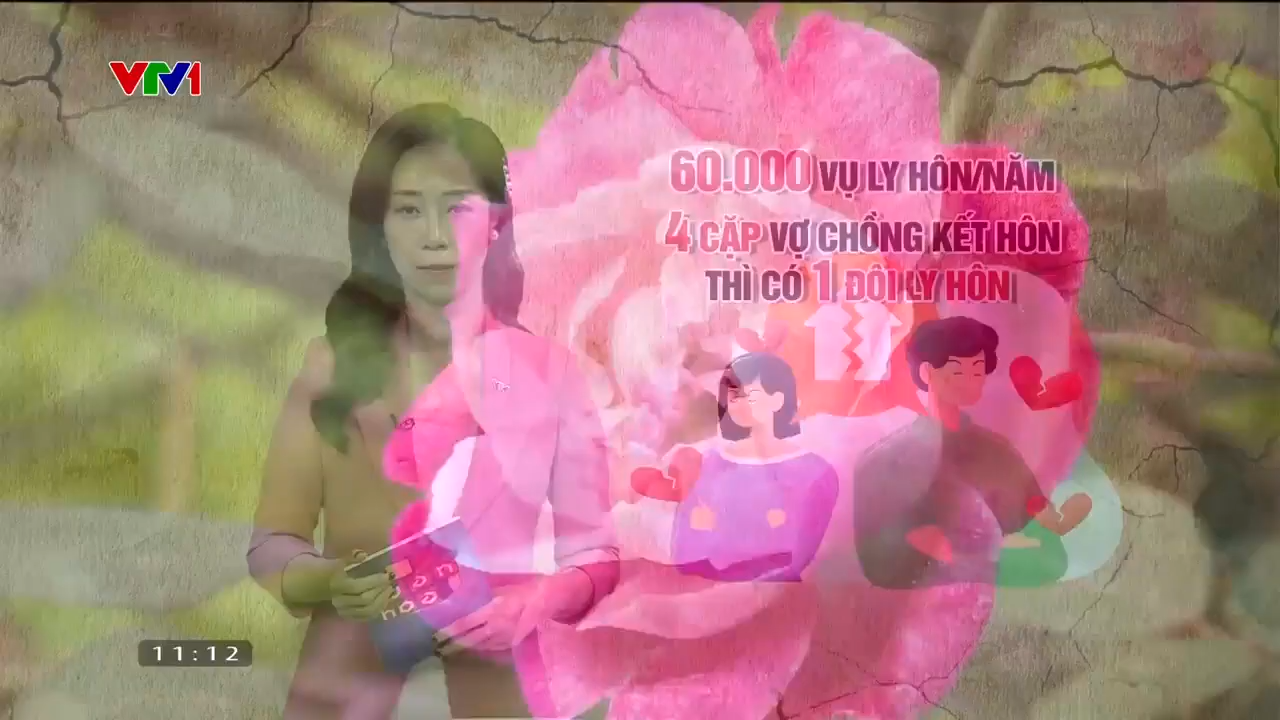 VTV1
60.000 VỤ LY HÔN/NĂM
4 CẶP VỢ CHỒNG KẾT HÔN
THÌ CÓ 1 ĐÔI LY HÔN
11:12